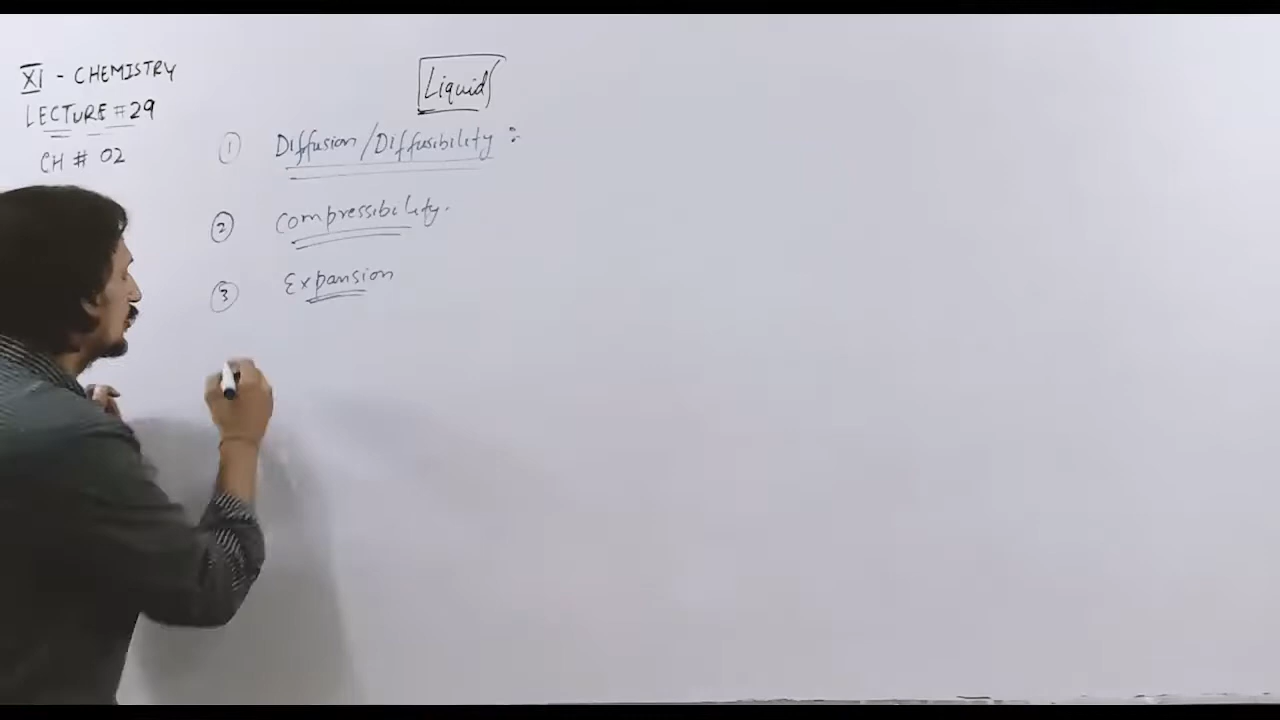 XI - CHEMISTRY
LECTURE #29
CH # 02
Liquid
① Diffusion/Diffusibility :
② Compressibility.
③ Expansion